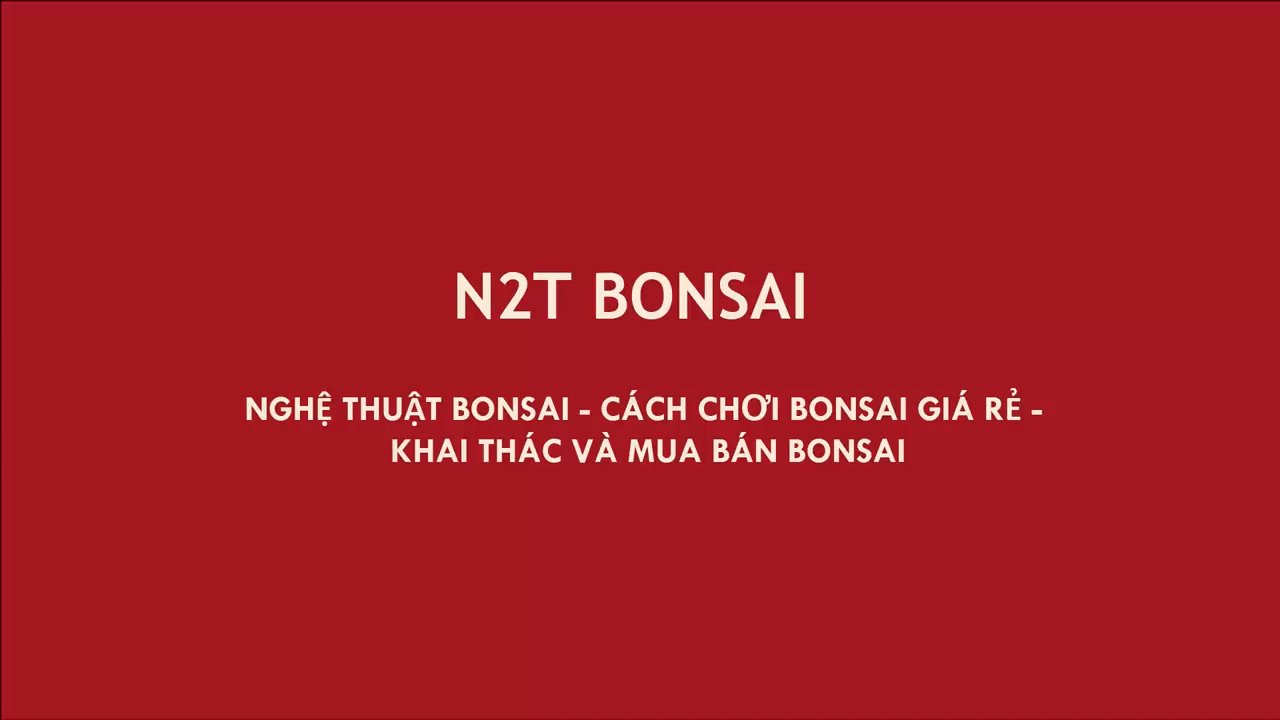 N2T BONSAI
NGHỆ THUẬT BONSAI - CÁCH CHƠI BONSAI GIÁ RẺ -
KHAI THÁC VÀ MUA BÁN BONSAI